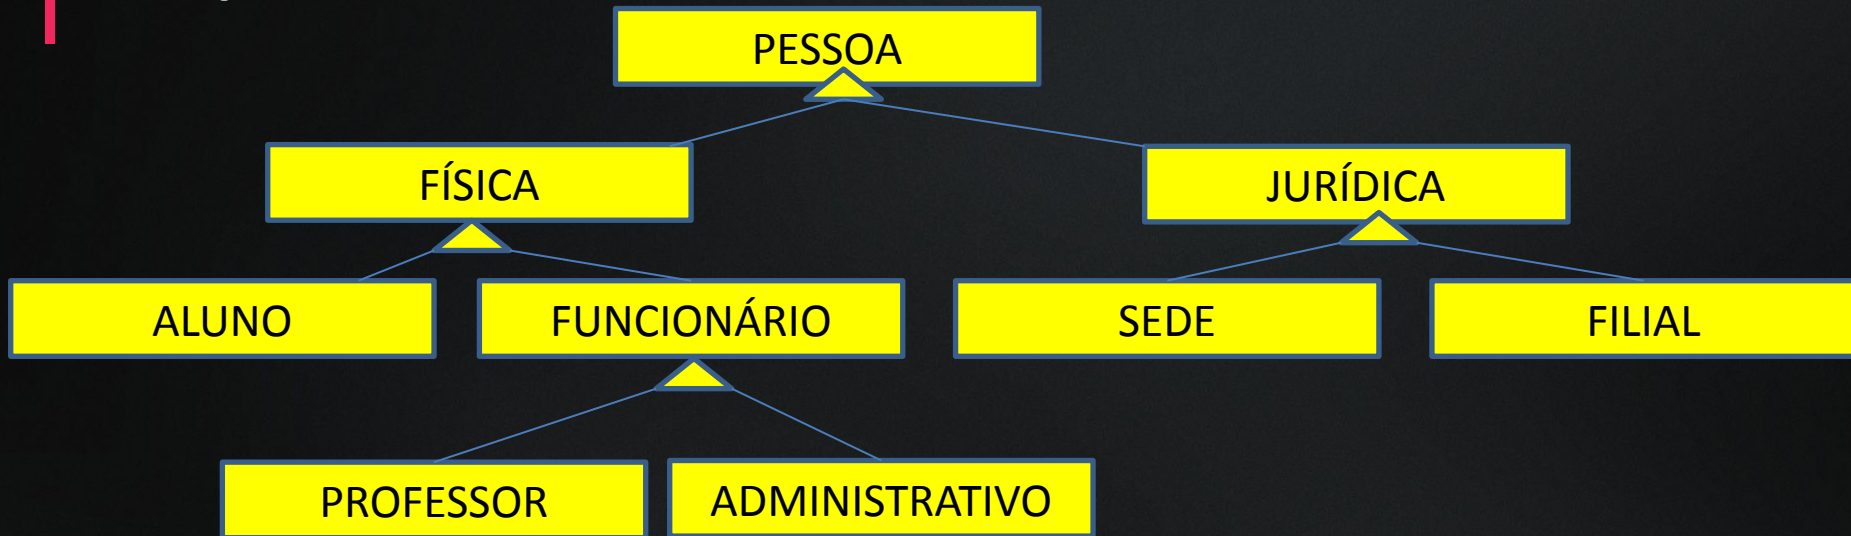 PESSOA
FÍSICA
JURÍDICA
ALUNO
FUNCIONÁRIO
SEDE
FILIAL
PROFESSOR
ADMINISTRATIVO